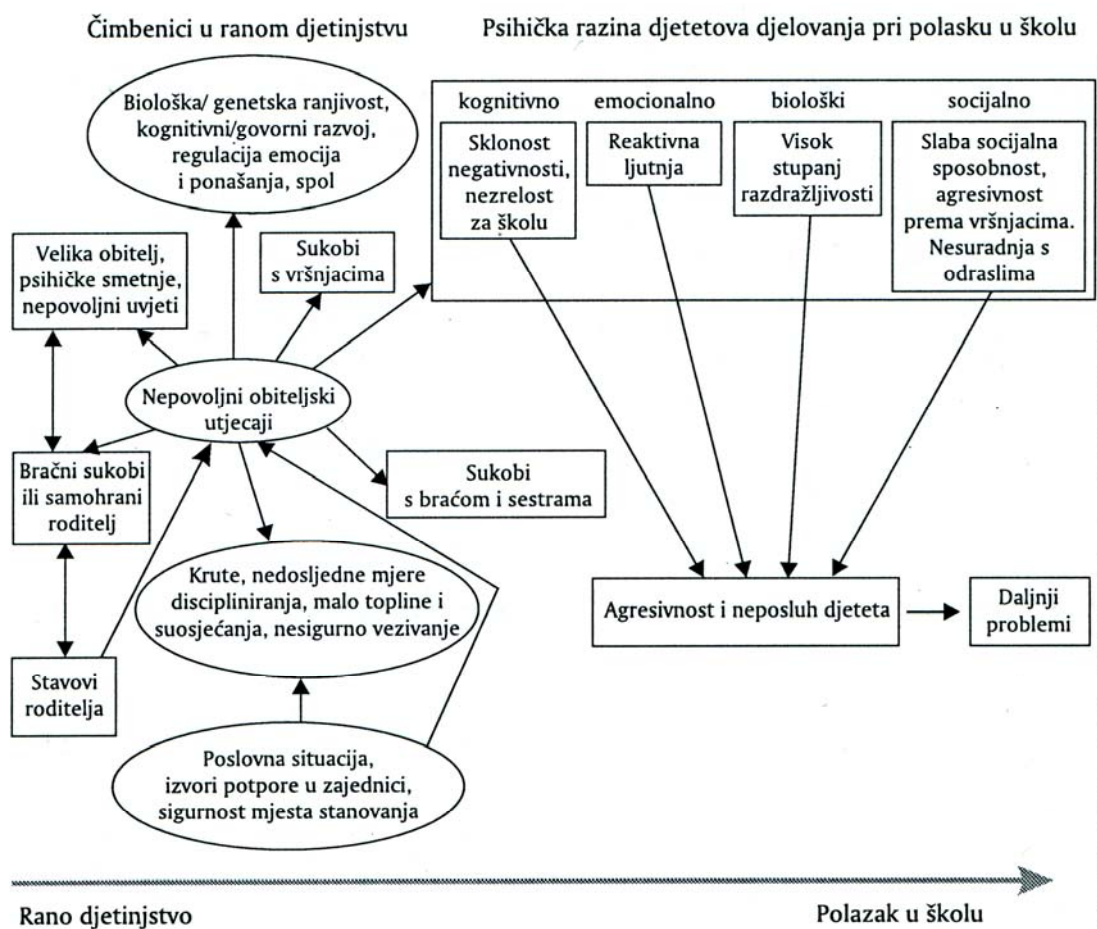 Čimbenici u ranom djetinjstvu
Psihička razina djetetova djelovanja pri polasku u školu
Biološka/ genetska ranjivost,
kognitivni/govorni razvoj,
regulacija emocija
i ponašanja, spol
kognitivno
Sklonost
negativnosti,
nezrelost
za školu
emocionalno
Reaktivna
ljutnja
biološki
Visok
stupanj
razdražljivosti
socijalno
Slaba socijalna
sposobnost,
agresivnost
prema vršnjacima.
Nesuradnja s
odraslima
Velika obitelj,
psihičke smetnje,
nepovoljni uvjeti
Sukobi
s vršnjacima
Nepovoljni obiteljski
utjecaji
Bračni sukobi
ili samohrani
roditelj
Sukobi
s braćom i sestrama
Krute, nedosljedne mjere
discipliniranja, malo topline i
suosjećanja, nesigurno vezivanje
Agresivnost i neposluh djeteta
Daljnji
problemi
Stavovi
roditelja
Poslovna situacija,
izvori potpore u zajednici,
sigurnost mjesta stanovanja
Rano djetinjstvo
Polazak u školu